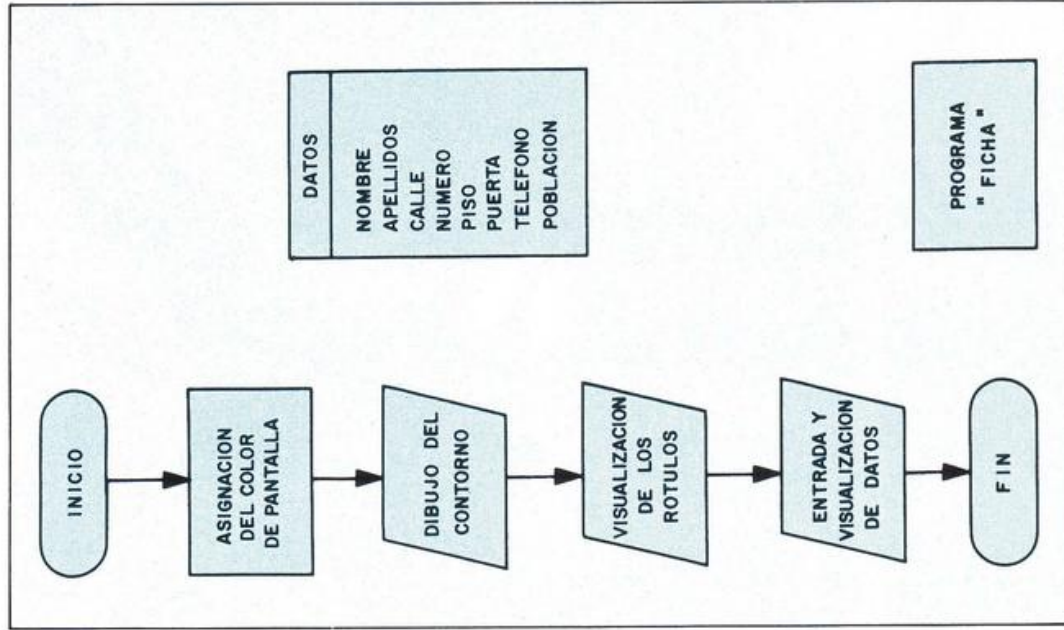 INICIO
ASIGNACION
DEL COLOR
DE PANTALLA
DIBUJO DEL
CONTORNO
VISUALIZACION
DE LOS
ROTULOS
ENTRADA Y
VISUALIZACION
DE DATOS
FIN
DATOS
NOMBRE
APELLIDOS
CALLE
NUMERO
PISO
PUERTA
TELEFONO
POBLACION
PROGRAMA
" FICHA "